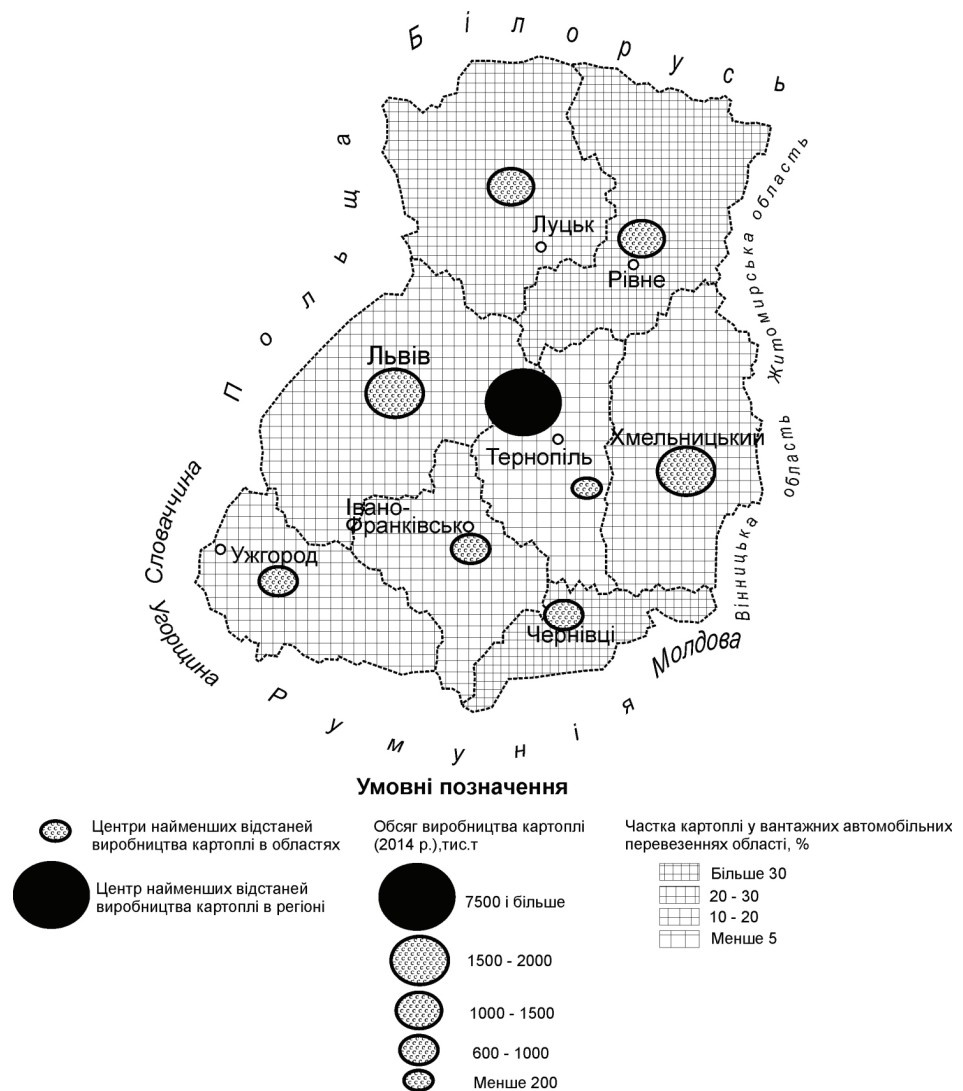 Білорусь
Польща
Житомирська область
Луцьк
Рівне
Львів
Хмельницький
Тернопіль
Вінницька область
Івано-
Франківськo
Словаччина
Ужгород
Угорщина
Чернівці
Молдова
Румунія
Умовні позначення
Центри найменших відстаней
виробництва картоплі в областях
Центр найменших відстаней
виробництва картоплі в регіоні
Обсяг виробництва картоплі
(2014 р.),тис.т
7500 і більше
1500 - 2000
1000 - 1500
600 - 1000
Менше 200
Частка картоплі у вантажних автомобільних
перевезеннях області, %
Більше 30
20 - 30
10 - 20
Менше 5